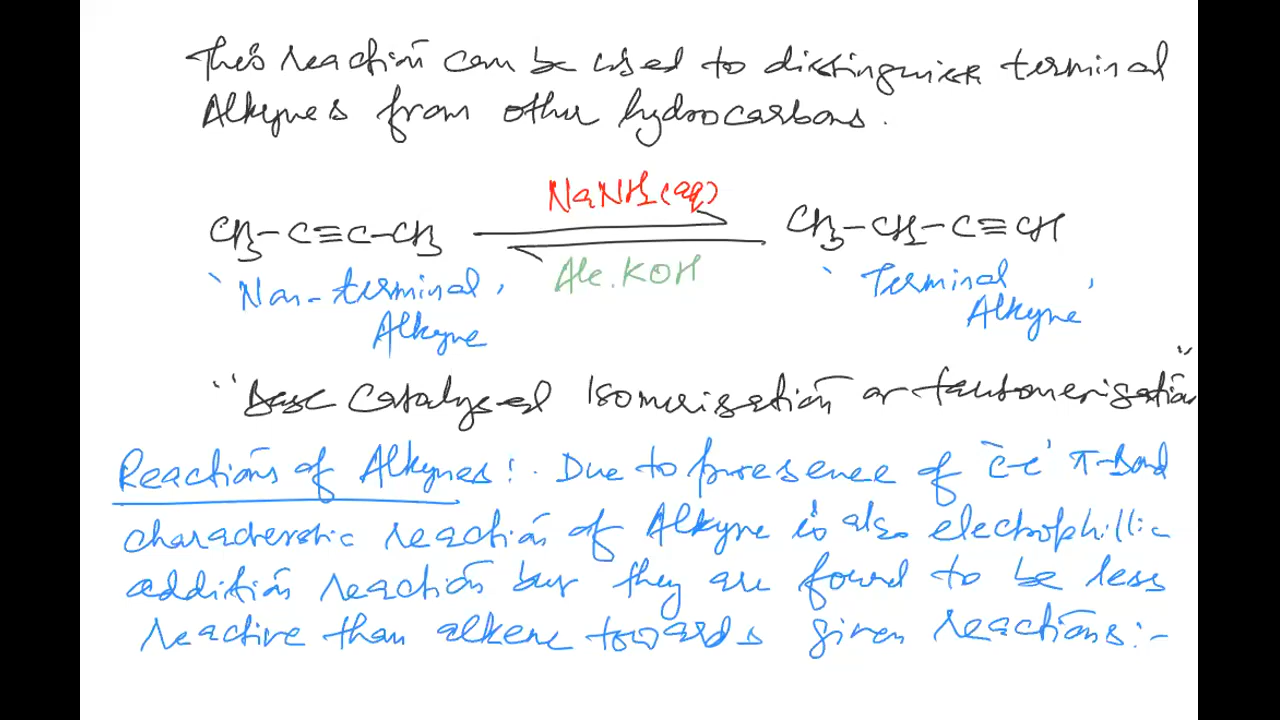 This reaction can be used to distinguish terminal
Alkynes from other hydrocarbons.
NaNH₂(aq)
CH₃-C≡C-CH₃ ⇌ CH₃-CH₂-C≡CH
Alc. KOH
'Non-terminal Alkyne' 'Terminal Alkyne'
"Base Catalysed Isomerisation or tautomerisation"
Reactions of Alkynes:- Due to presence of 'C-C' π-Bond
characterstic reaction of Alkyne is also electrophillic
addition reaction but they are found to be less
reactive than alkene towards given reactions:-